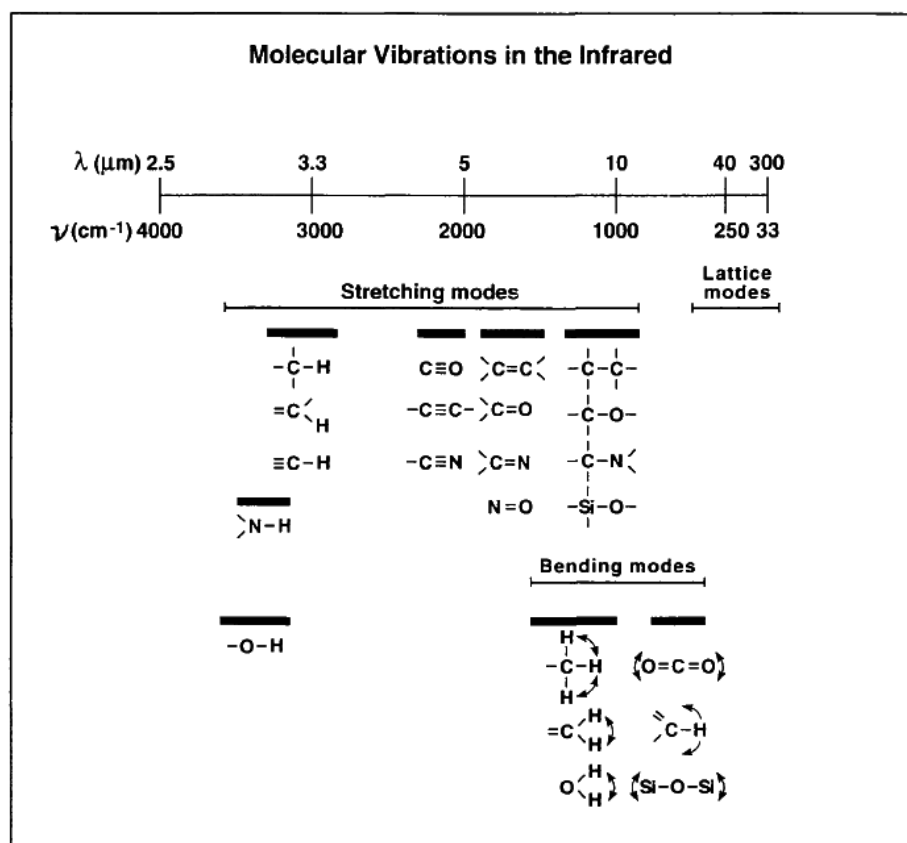 Molecular Vibrations in the Infrared
λ (μm) 2.5 3.3 5 10 40 300
ν (cm⁻¹) 4000 3000 2000 1000 250 33
Stretching modes
Lattice
modes
-C-H C≡O C=C -C-C-
=C H -C≡C- C=O -C-O-
≡C-H -C≡N C=N -C-N
N=O -Si-O-
N-H
Bending modes
-O-H
H
-C-H O=C=O
H
=C H H C-H
O H H Si-O-Si